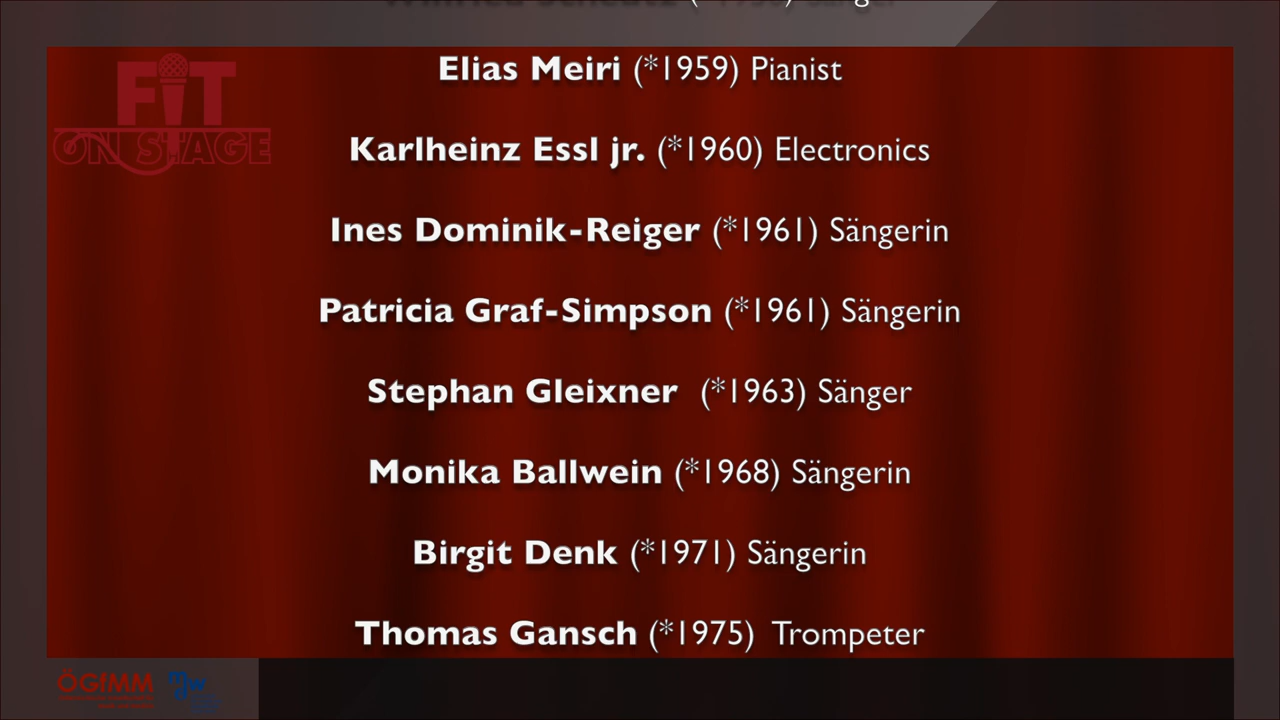 Elias Meiri (*1959) Pianist
FiT
ON STAGE
Karlheinz Essl jr. (*1960) Electronics
Ines Dominik-Reiger (*1961) Sängerin
Patricia Graf-Simpson (*1961) Sängerin
Stephan Gleixner (*1963) Sänger
Monika Ballwein (*1968) Sängerin
Birgit Denk (*1971) Sängerin
Thomas Gansch (*1975) Trompeter
ÖGfMM